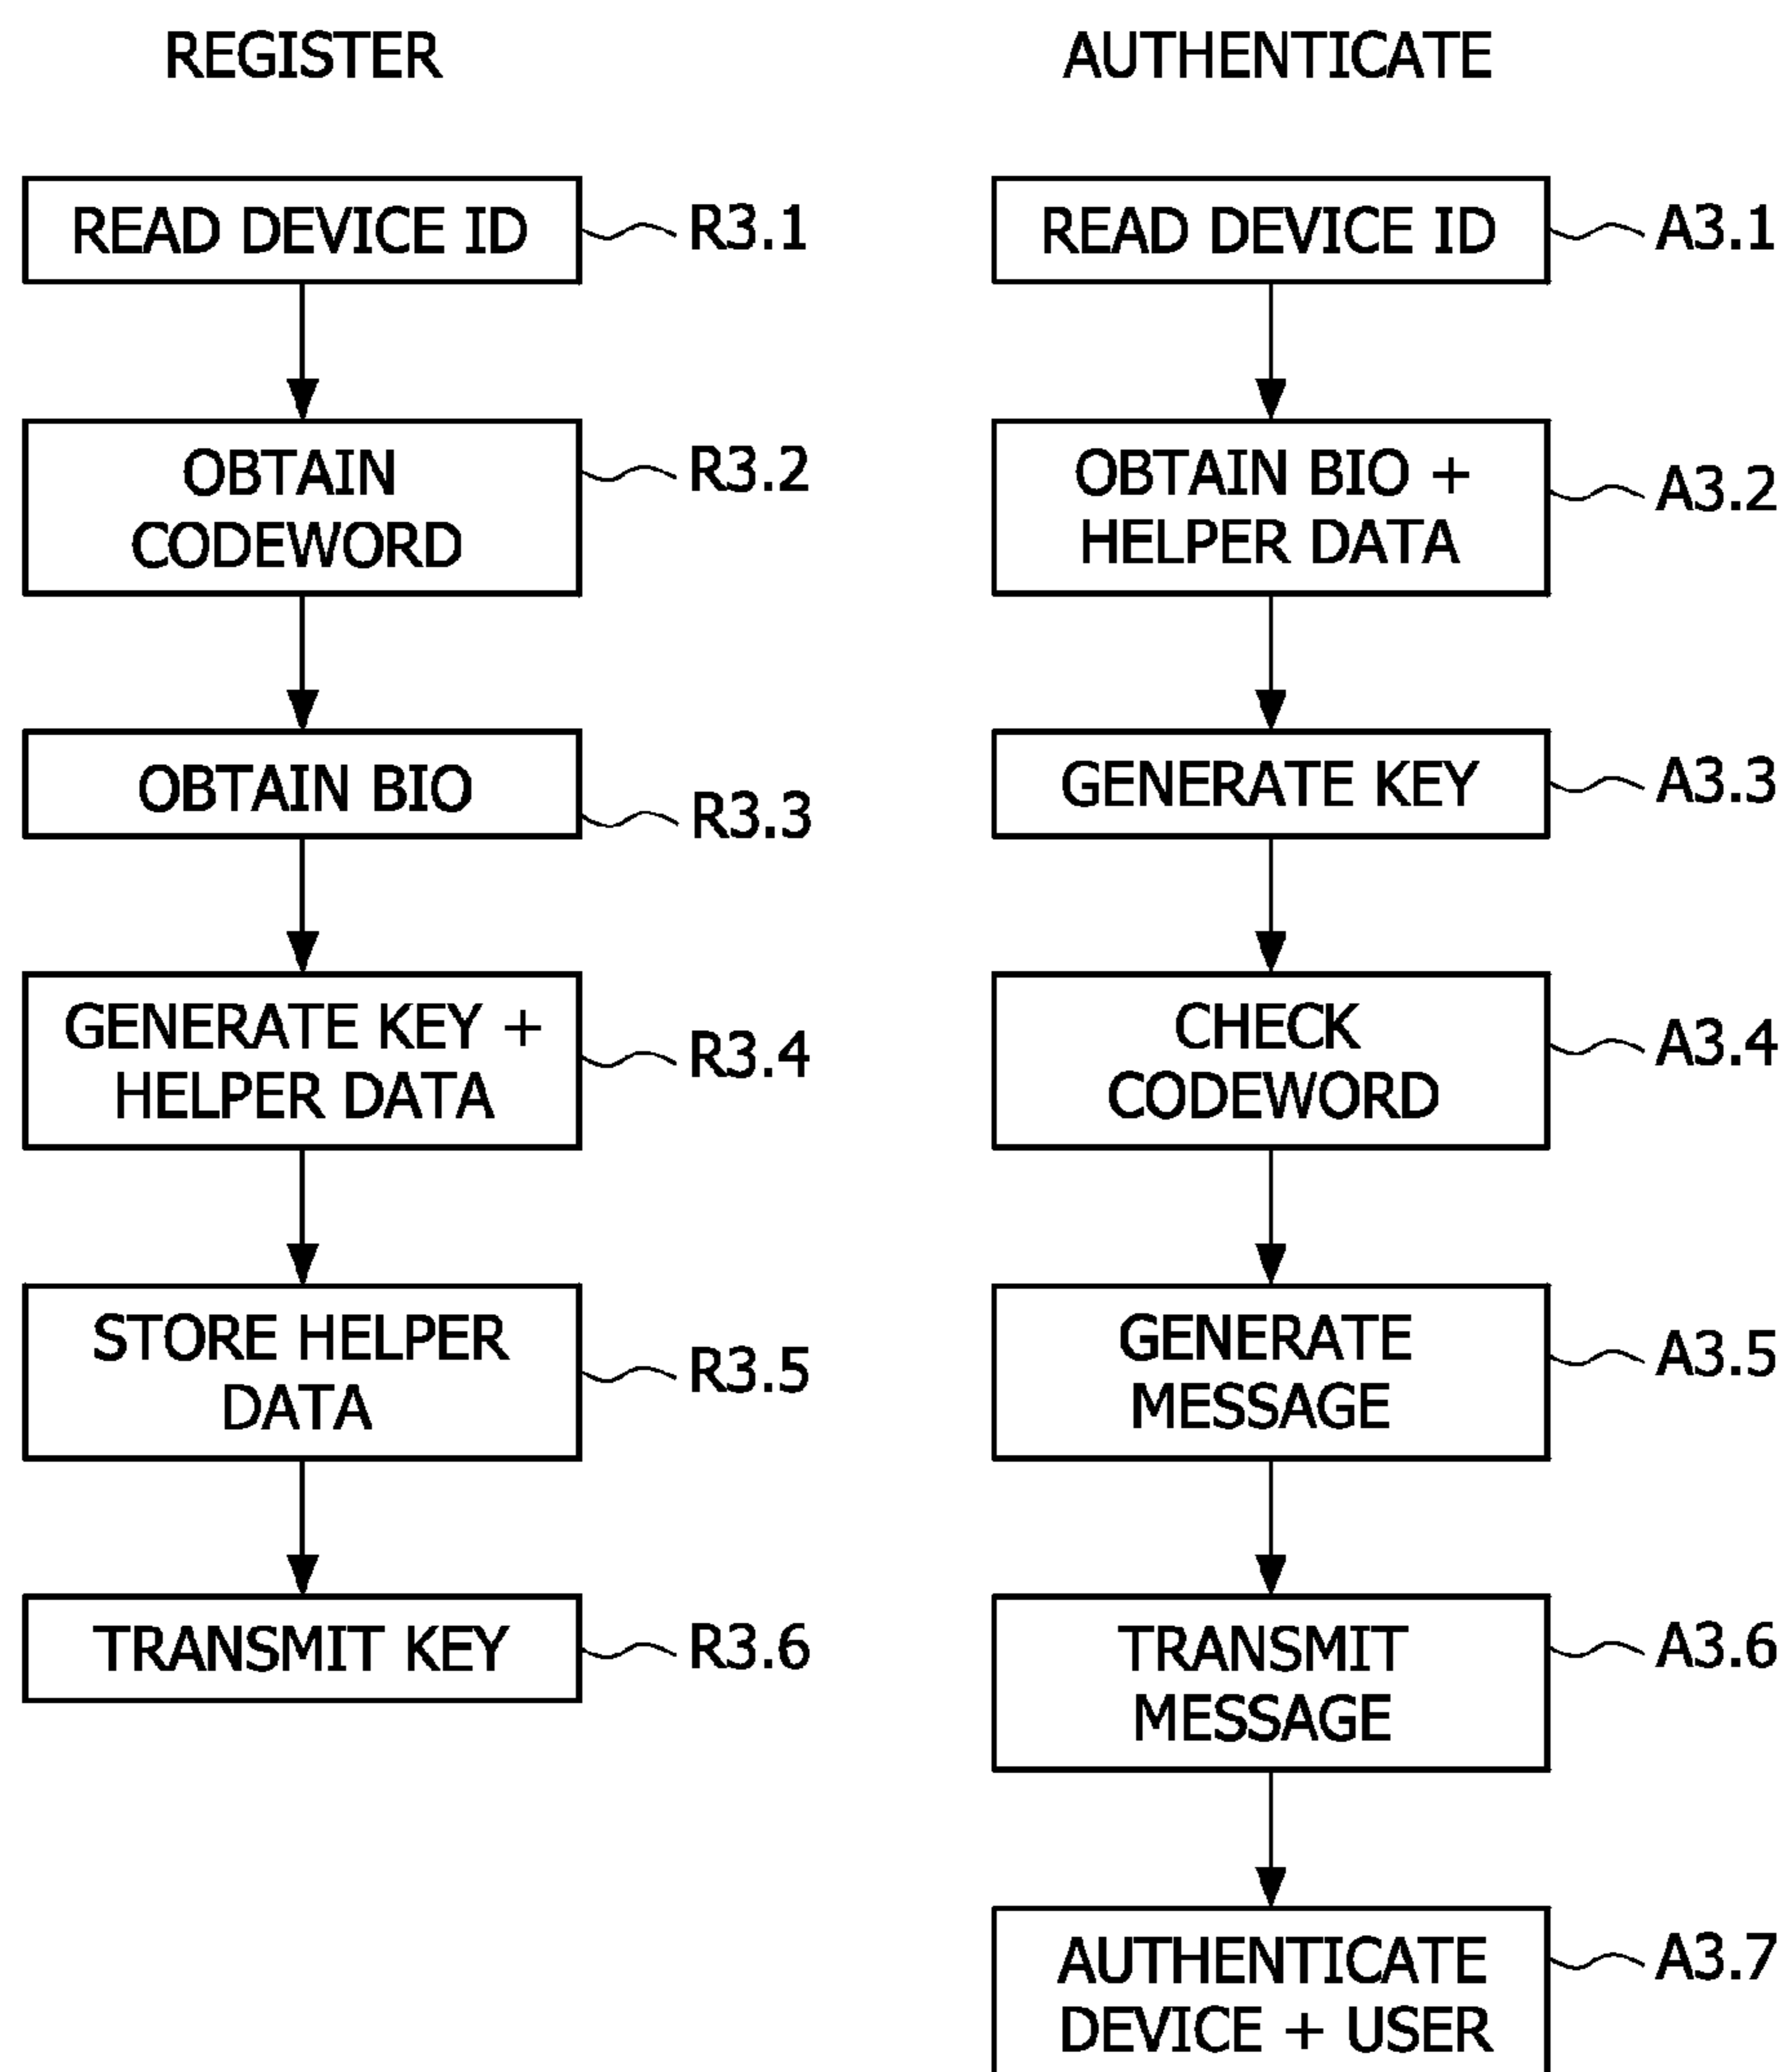 REGISTER
READ DEVICE ID
R3.1
OBTAIN
CODEWORD
R3.2
OBTAIN BIO
R3.3
GENERATE KEY +
HELPER DATA
R3.4
STORE HELPER
DATA
R3.5
TRANSMIT KEY
R3.6
AUTHENTICATE
READ DEVICE ID
A3.1
OBTAIN BIO +
HELPER DATA
A3.2
GENERATE KEY
A3.3
CHECK
CODEWORD
A3.4
GENERATE
MESSAGE
A3.5
TRANSMIT
MESSAGE
A3.6
AUTHENTICATE
DEVICE + USER
A3.7